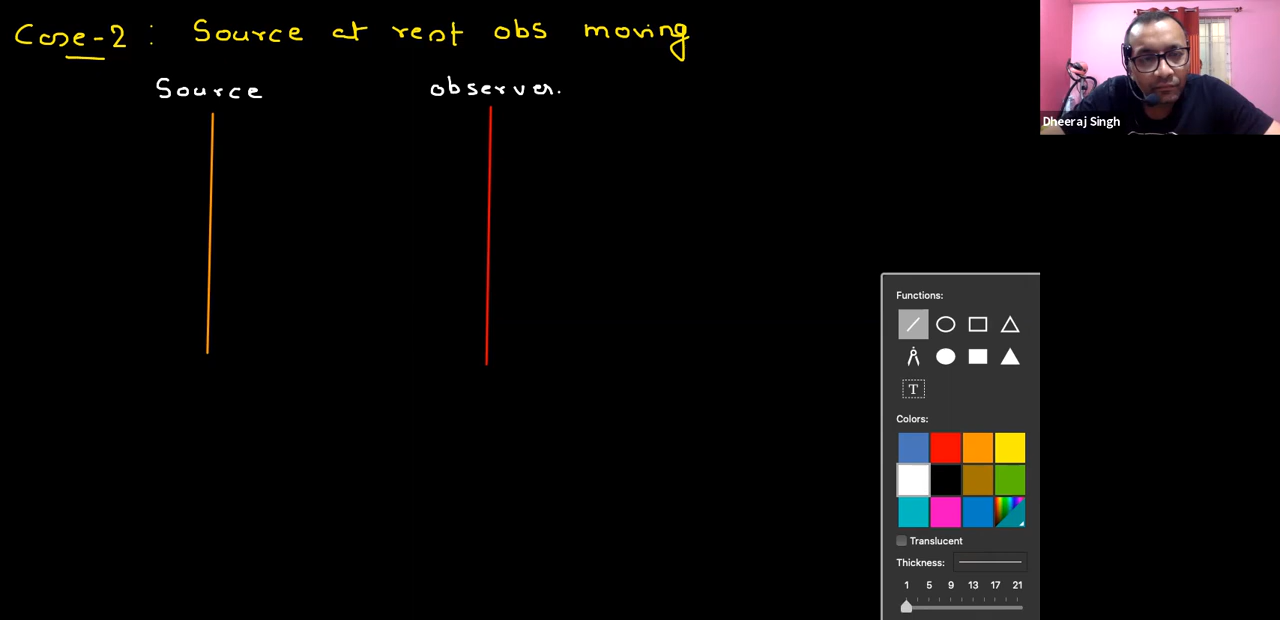 Case-2 : Source at rest obs moving
Source observer.
Dheeraj Singh
Functions:
T
Colors:
Translucent
Thickness:
1 5 9 13 17 21